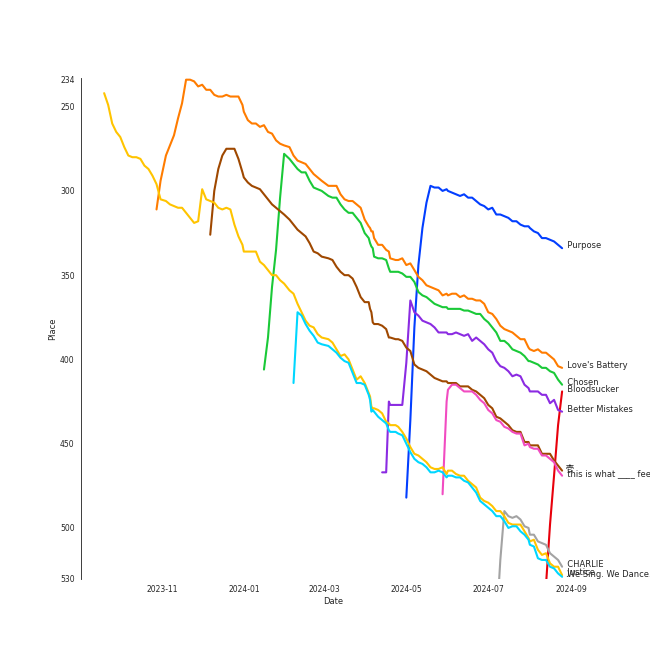 234
250
300
350
400
450
500
530
Place
2023-11
2024-01
2024-03
2024-05
2024-07
2024-09
Date
Purpose
Love's Battery
Chosen
Bloodsucker
Better Mistakes
this is what ____ fee
CHARLIE
Justice
We Sing. We Dance.